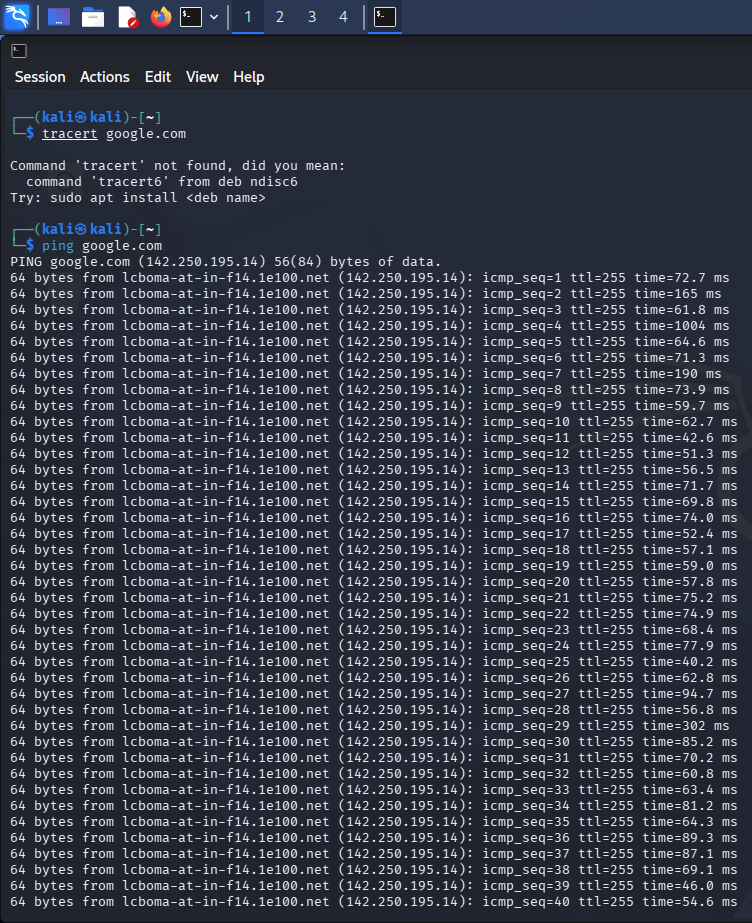 1 2 3 4
Session Actions Edit View Help
┌──(kali㉿kali)-[~]
└─$ tracert google.com
Command 'tracert' not found, did you mean:
  command 'tracert6' from deb ndisc6
Try: sudo apt install <deb name>
┌──(kali㉿kali)-[~]
└─$ ping google.com
PING google.com (142.250.195.14) 56(84) bytes of data.
64 bytes from lcboma-at-in-f14.1e100.net (142.250.195.14): icmp_seq=1 ttl=255 time=72.7 ms
64 bytes from lcboma-at-in-f14.1e100.net (142.250.195.14): icmp_seq=2 ttl=255 time=165 ms
64 bytes from lcboma-at-in-f14.1e100.net (142.250.195.14): icmp_seq=3 ttl=255 time=61.8 ms
64 bytes from lcboma-at-in-f14.1e100.net (142.250.195.14): icmp_seq=4 ttl=255 time=1004 ms
64 bytes from lcboma-at-in-f14.1e100.net (142.250.195.14): icmp_seq=5 ttl=255 time=64.6 ms
64 bytes from lcboma-at-in-f14.1e100.net (142.250.195.14): icmp_seq=6 ttl=255 time=71.3 ms
64 bytes from lcboma-at-in-f14.1e100.net (142.250.195.14): icmp_seq=7 ttl=255 time=190 ms
64 bytes from lcboma-at-in-f14.1e100.net (142.250.195.14): icmp_seq=8 ttl=255 time=73.9 ms
64 bytes from lcboma-at-in-f14.1e100.net (142.250.195.14): icmp_seq=9 ttl=255 time=59.7 ms
64 bytes from lcboma-at-in-f14.1e100.net (142.250.195.14): icmp_seq=10 ttl=255 time=62.7 ms
64 bytes from lcboma-at-in-f14.1e100.net (142.250.195.14): icmp_seq=11 ttl=255 time=42.6 ms
64 bytes from lcboma-at-in-f14.1e100.net (142.250.195.14): icmp_seq=12 ttl=255 time=51.3 ms
64 bytes from lcboma-at-in-f14.1e100.net (142.250.195.14): icmp_seq=13 ttl=255 time=56.5 ms
64 bytes from lcboma-at-in-f14.1e100.net (142.250.195.14): icmp_seq=14 ttl=255 time=71.7 ms
64 bytes from lcboma-at-in-f14.1e100.net (142.250.195.14): icmp_seq=15 ttl=255 time=69.8 ms
64 bytes from lcboma-at-in-f14.1e100.net (142.250.195.14): icmp_seq=16 ttl=255 time=74.0 ms
64 bytes from lcboma-at-in-f14.1e100.net (142.250.195.14): icmp_seq=17 ttl=255 time=52.4 ms
64 bytes from lcboma-at-in-f14.1e100.net (142.250.195.14): icmp_seq=18 ttl=255 time=57.1 ms
64 bytes from lcboma-at-in-f14.1e100.net (142.250.195.14): icmp_seq=19 ttl=255 time=59.0 ms
64 bytes from lcboma-at-in-f14.1e100.net (142.250.195.14): icmp_seq=20 ttl=255 time=57.8 ms
64 bytes from lcboma-at-in-f14.1e100.net (142.250.195.14): icmp_seq=21 ttl=255 time=75.2 ms
64 bytes from lcboma-at-in-f14.1e100.net (142.250.195.14): icmp_seq=22 ttl=255 time=74.9 ms
64 bytes from lcboma-at-in-f14.1e100.net (142.250.195.14): icmp_seq=23 ttl=255 time=68.4 ms
64 bytes from lcboma-at-in-f14.1e100.net (142.250.195.14): icmp_seq=24 ttl=255 time=77.9 ms
64 bytes from lcboma-at-in-f14.1e100.net (142.250.195.14): icmp_seq=25 ttl=255 time=40.2 ms
64 bytes from lcboma-at-in-f14.1e100.net (142.250.195.14): icmp_seq=26 ttl=255 time=62.8 ms
64 bytes from lcboma-at-in-f14.1e100.net (142.250.195.14): icmp_seq=27 ttl=255 time=94.7 ms
64 bytes from lcboma-at-in-f14.1e100.net (142.250.195.14): icmp_seq=28 ttl=255 time=56.8 ms
64 bytes from lcboma-at-in-f14.1e100.net (142.250.195.14): icmp_seq=29 ttl=255 time=302 ms
64 bytes from lcboma-at-in-f14.1e100.net (142.250.195.14): icmp_seq=30 ttl=255 time=85.2 ms
64 bytes from lcboma-at-in-f14.1e100.net (142.250.195.14): icmp_seq=31 ttl=255 time=70.2 ms
64 bytes from lcboma-at-in-f14.1e100.net (142.250.195.14): icmp_seq=32 ttl=255 time=60.8 ms
64 bytes from lcboma-at-in-f14.1e100.net (142.250.195.14): icmp_seq=33 ttl=255 time=63.4 ms
64 bytes from lcboma-at-in-f14.1e100.net (142.250.195.14): icmp_seq=34 ttl=255 time=81.2 ms
64 bytes from lcboma-at-in-f14.1e100.net (142.250.195.14): icmp_seq=35 ttl=255 time=64.3 ms
64 bytes from lcboma-at-in-f14.1e100.net (142.250.195.14): icmp_seq=36 ttl=255 time=89.3 ms
64 bytes from lcboma-at-in-f14.1e100.net (142.250.195.14): icmp_seq=37 ttl=255 time=87.1 ms
64 bytes from lcboma-at-in-f14.1e100.net (142.250.195.14): icmp_seq=38 ttl=255 time=69.1 ms
64 bytes from lcboma-at-in-f14.1e100.net (142.250.195.14): icmp_seq=39 ttl=255 time=46.0 ms
64 bytes from lcboma-at-in-f14.1e100.net (142.250.195.14): icmp_seq=40 ttl=255 time=54.6 ms